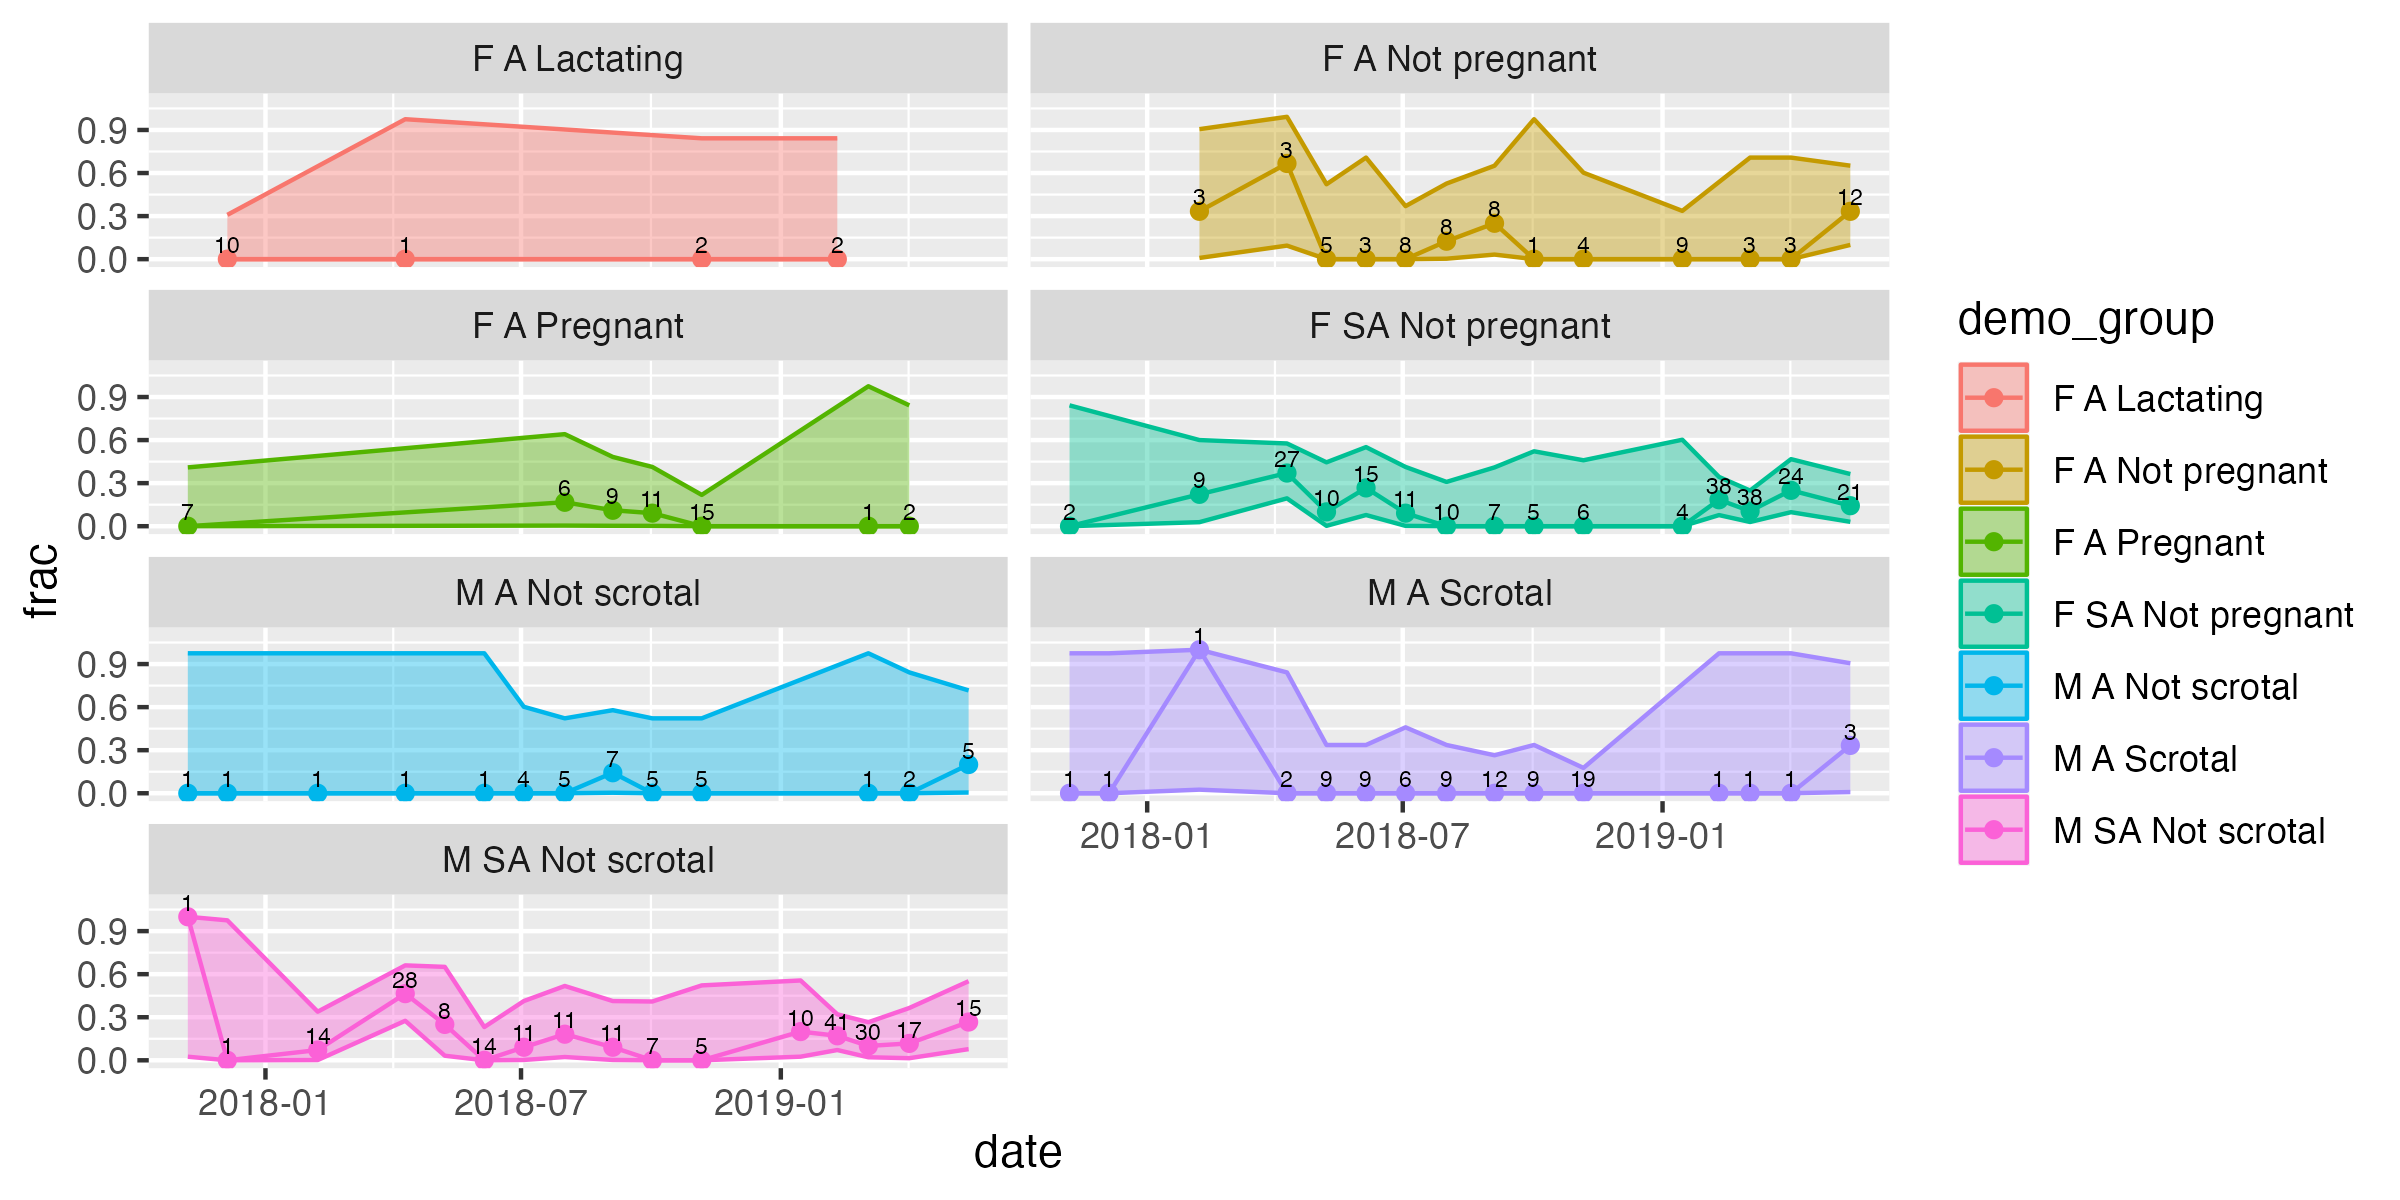 F A Lactating
F A Not pregnant
0.9
0.6
0.3
0.0
10 1 2 2
3 3 5 3 8 8 8 1 4 9 3 3 12
F A Pregnant
F SA Not pregnant
0.9
0.6
0.3
0.0
7 6 9 11 15 1 2
2 9 27 10 15 11 10 7 5 6 4 38 38 24 21
M A Not scrotal
M A Scrotal
0.9
0.6
0.3
0.0
1 1 1 1 1 4 5 7 5 5 1 2 5
1 1 1 2 9 9 6 9 12 9 19 1 1 1 3
2018-01 2018-07 2019-01
M SA Not scrotal
0.9
0.6
0.3
0.0
1 1 14 28 8 14 11 11 11 7 5 10 41 30 17 15
2018-01 2018-07 2019-01
date
frac
demo_group
F A Lactating
F A Not pregnant
F A Pregnant
F SA Not pregnant
M A Not scrotal
M A Scrotal
M SA Not scrotal